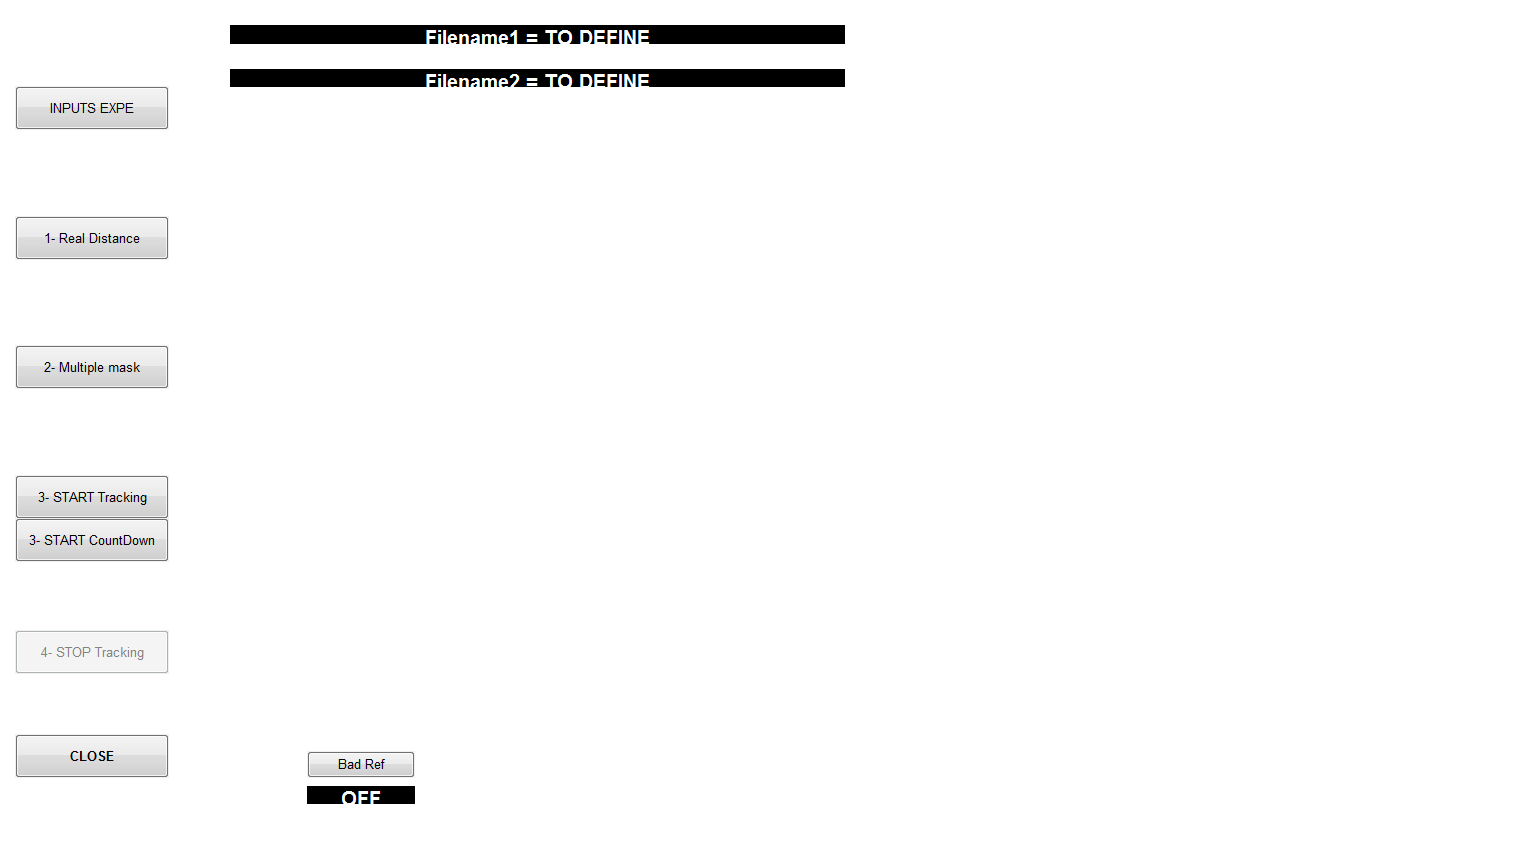 Filename1 = TO DEFINE
Filename2 = TO DEFINE
INPUTS EXPE
1- Real Distance
2- Multiple mask
3- START Tracking
3- START CountDown
4- STOP Tracking
CLOSE
Bad Ref
OFF